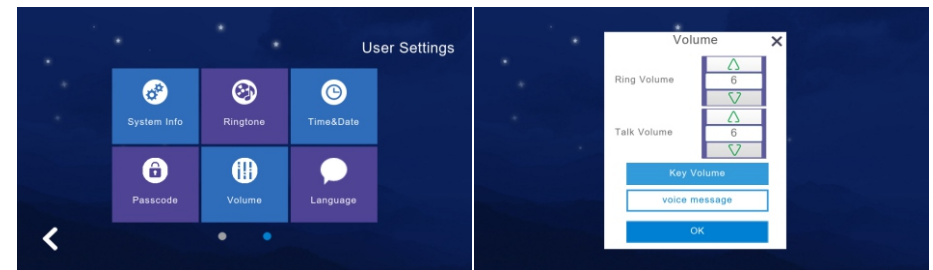 User Settings
System Info
Ringtone
Time&Date
Passcode
Volume
Language
Volume
Ring Volume
6
Talk Volume
6
Key Volume
voice message
OK